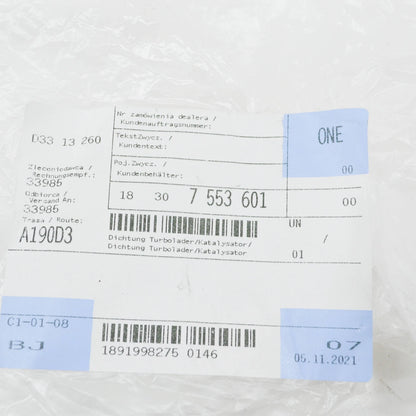 Nr zamówienia dealera /
Kundenauftragsnummer:
ONE
D33 13 260
TekstZwycz. /
Kundentext:
Poj.Zwycz. /
Kundenbehälter:
00
Zleceniodawca /
Rechnungsempf.:
33985
18 30 7 553 601 00
Odbiorca /
Versand An:
33985
Trasa / Route:
UN /
A190D3
Dichtung Turbolader/Katalysator/
Dichtung Turbolader/Katalysator
01
C1-01-08
BJ
07
1891998275 0146
05.11.2021